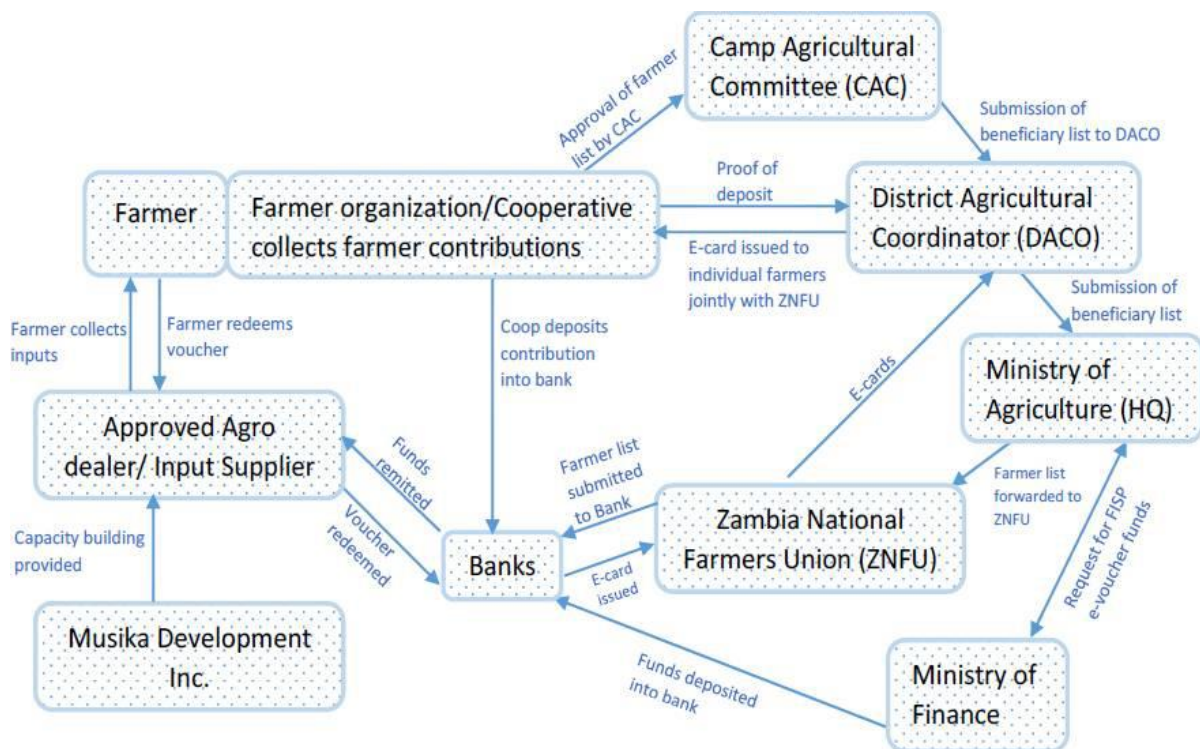 Camp Agricultural
Committee (CAC)
Approval of farmer
list by CAC
Submission of
beneficiary list to DACO
Farmer
Farmer organization/Cooperative
collects farmer contributions
Proof of
deposit
District Agricultural
Coordinator (DACO)
E-card issued to
individual farmers
jointly with ZNFU
Submission of
beneficiary list
Farmer collects
inputs
Farmer redeems
voucher
Coop deposits
contribution
into bank
E-cards
Ministry of
Agriculture (HQ)
Approved Agro
dealer/ Input Supplier
Funds
remitted
Farmer list
submitted
to Bank
Farmer list
forwarded to
ZNFU
Zambia National
Farmers Union (ZNFU)
Request for FISP
e-voucher funds
Capacity building
provided
Voucher
redeemed
Banks
E-card
issued
Musika Development
Inc.
Funds deposited
into bank
Ministry of
Finance